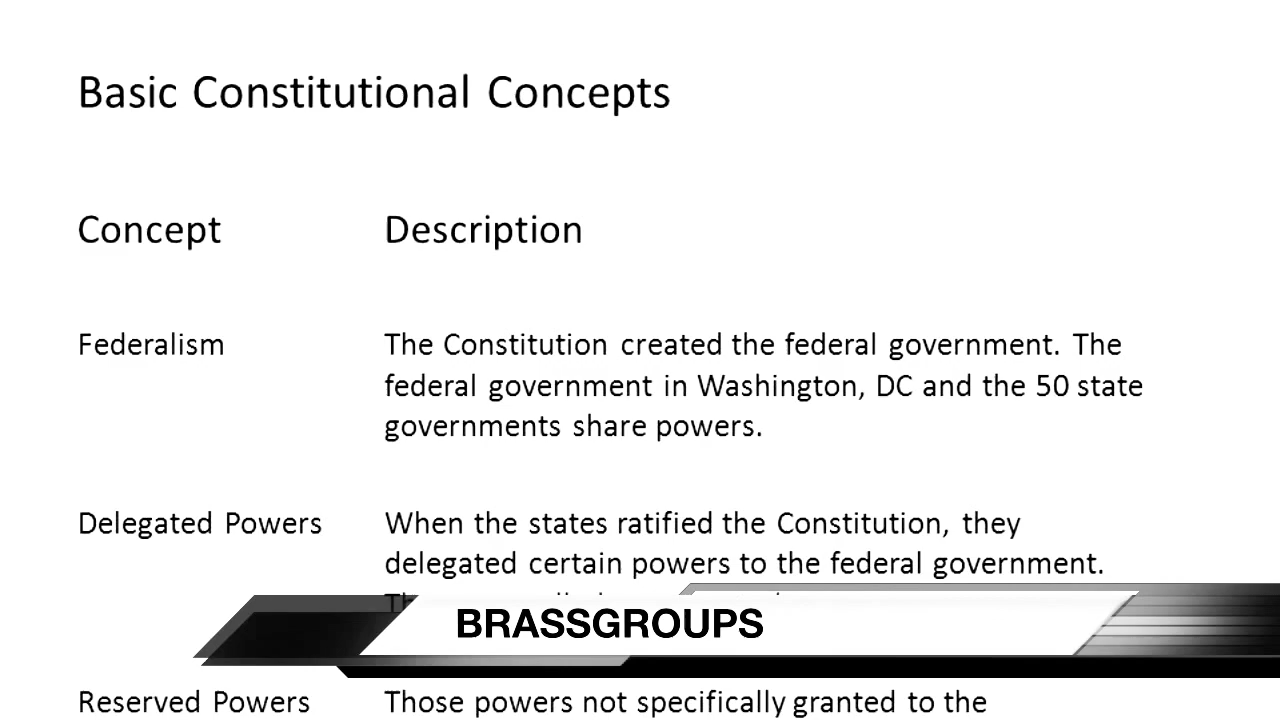 Basic Constitutional Concepts
Concept Description
Federalism The Constitution created the federal government. The
federal government in Washington, DC and the 50 state
governments share powers.
Delegated Powers When the states ratified the Constitution, they
delegated certain powers to the federal government.
BRASSGROUPS
Reserved Powers Those powers not specifically granted to the